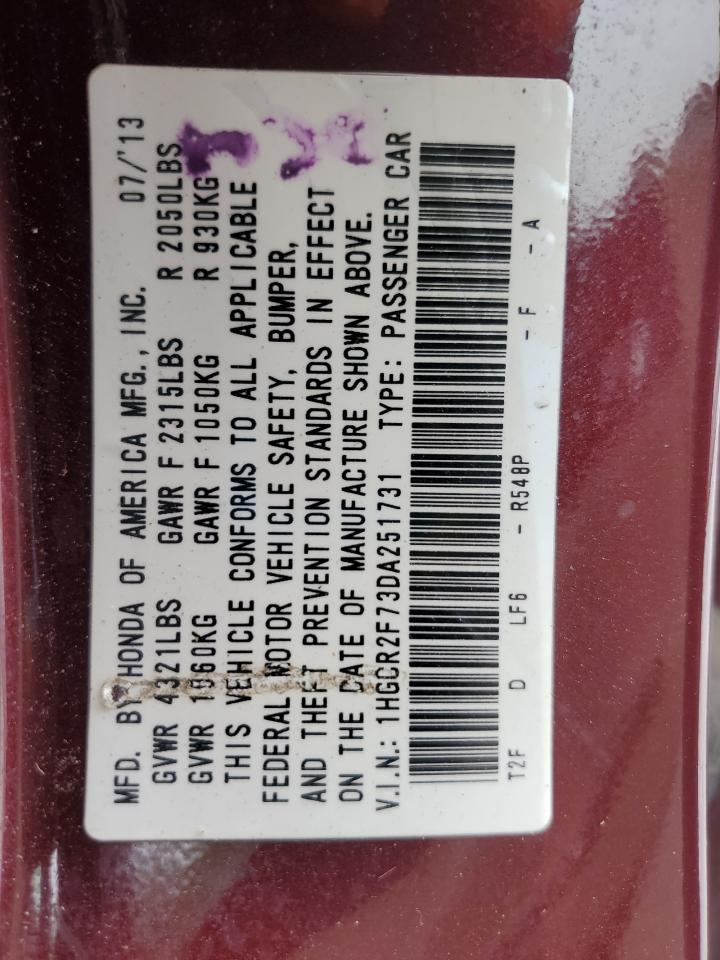 MFD. BY HONDA OF AMERICA MFG., INC. 07/'13
GVWR 4321LBS GAWR F 2315LBS R 2050LBS
GVWR 1960KG GAWR F 1050KG R 930KG
THIS VEHICLE CONFORMS TO ALL APPLICABLE
FEDERAL MOTOR VEHICLE SAFETY, BUMPER,
AND THEFT PREVENTION STANDARDS IN EFFECT
ON THE DATE OF MANUFACTURE SHOWN ABOVE.
V.I.N.: 1HGCR2F73DA251731 TYPE: PASSENGER CAR
T2F D LF6 - R548P - F - A